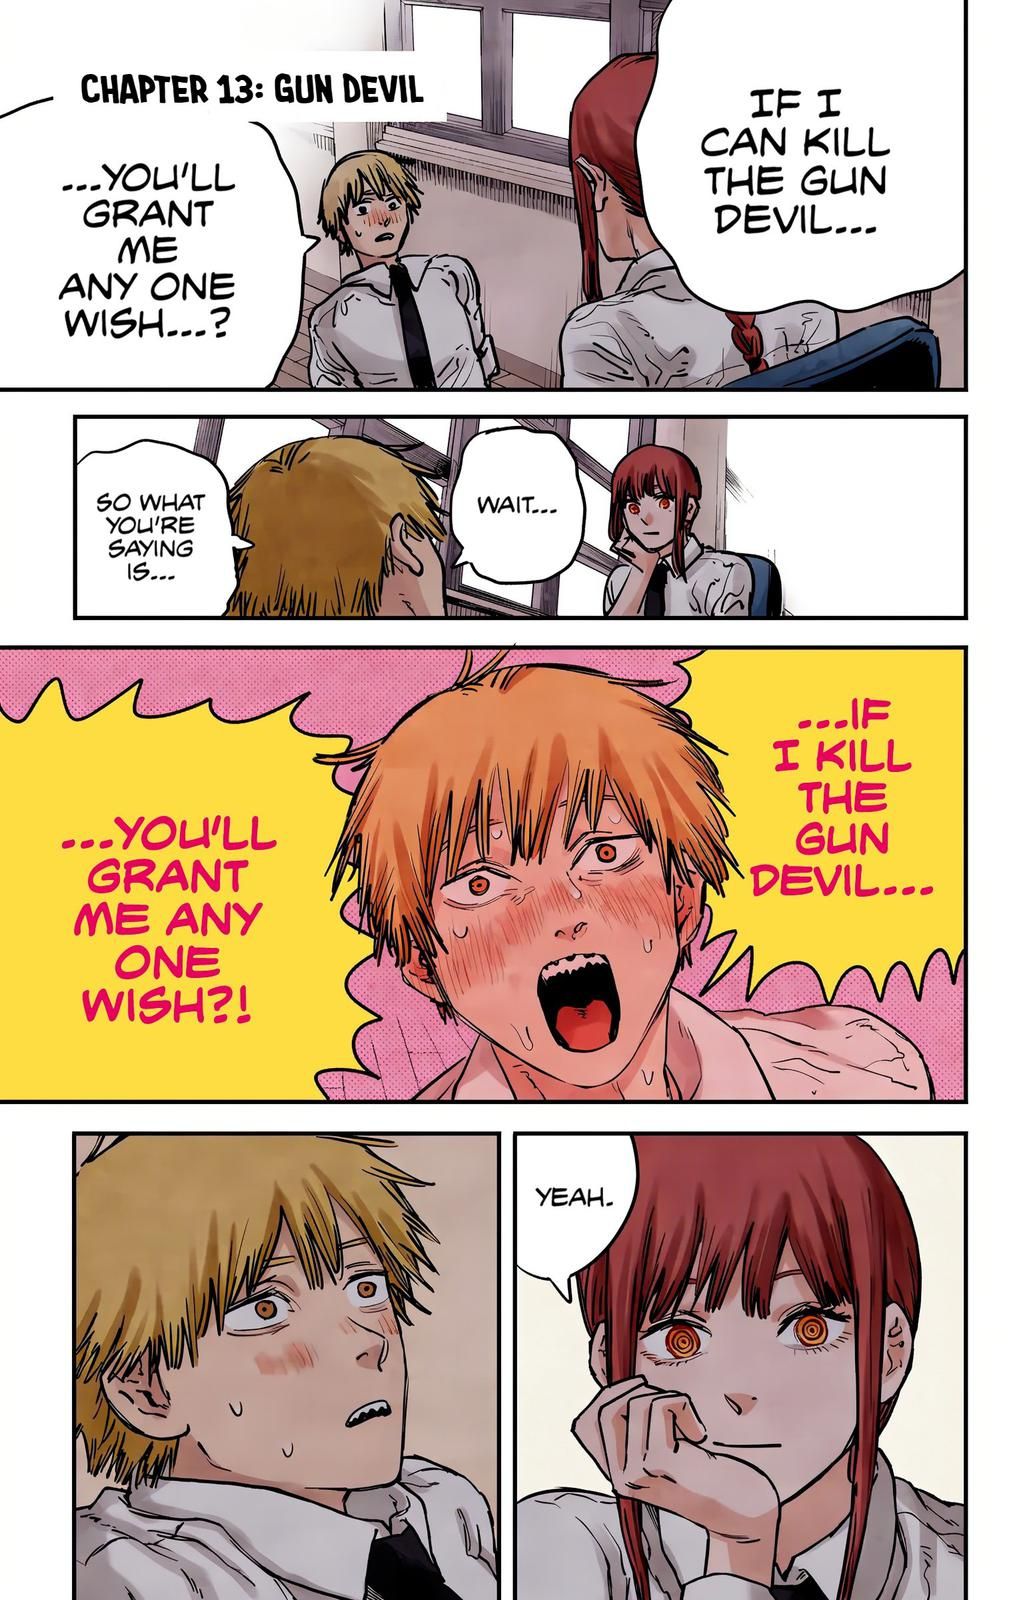 CHAPTER 13: GUN DEVIL
IF I
CAN KILL
THE GUN
DEVIL...
...YOU'LL
GRANT
ME
ANY ONE
WISH...?
WAIT...
SO WHAT
YOU'RE
SAYING
IS...
...IF
I KILL
THE
GUN
DEVIL...
...YOU'LL
GRANT
ME ANY
ONE
WISH?!
YEAH.